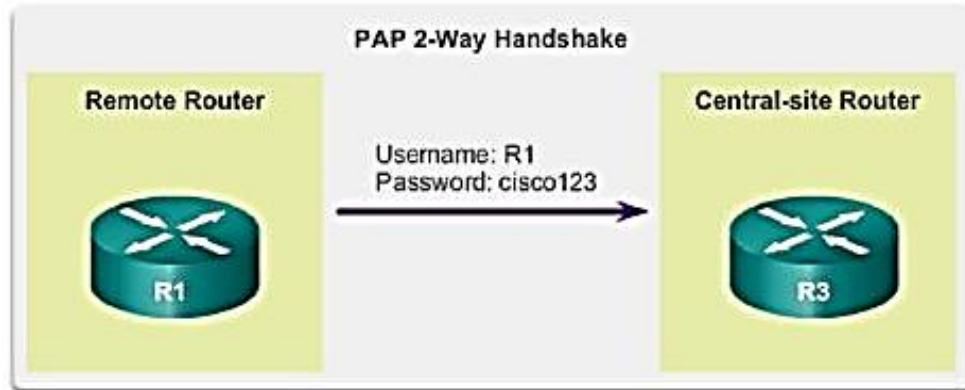 PAP 2-Way Handshake
Remote Router
Central-site Router
Username: R1
Password: cisco123
R1
R3